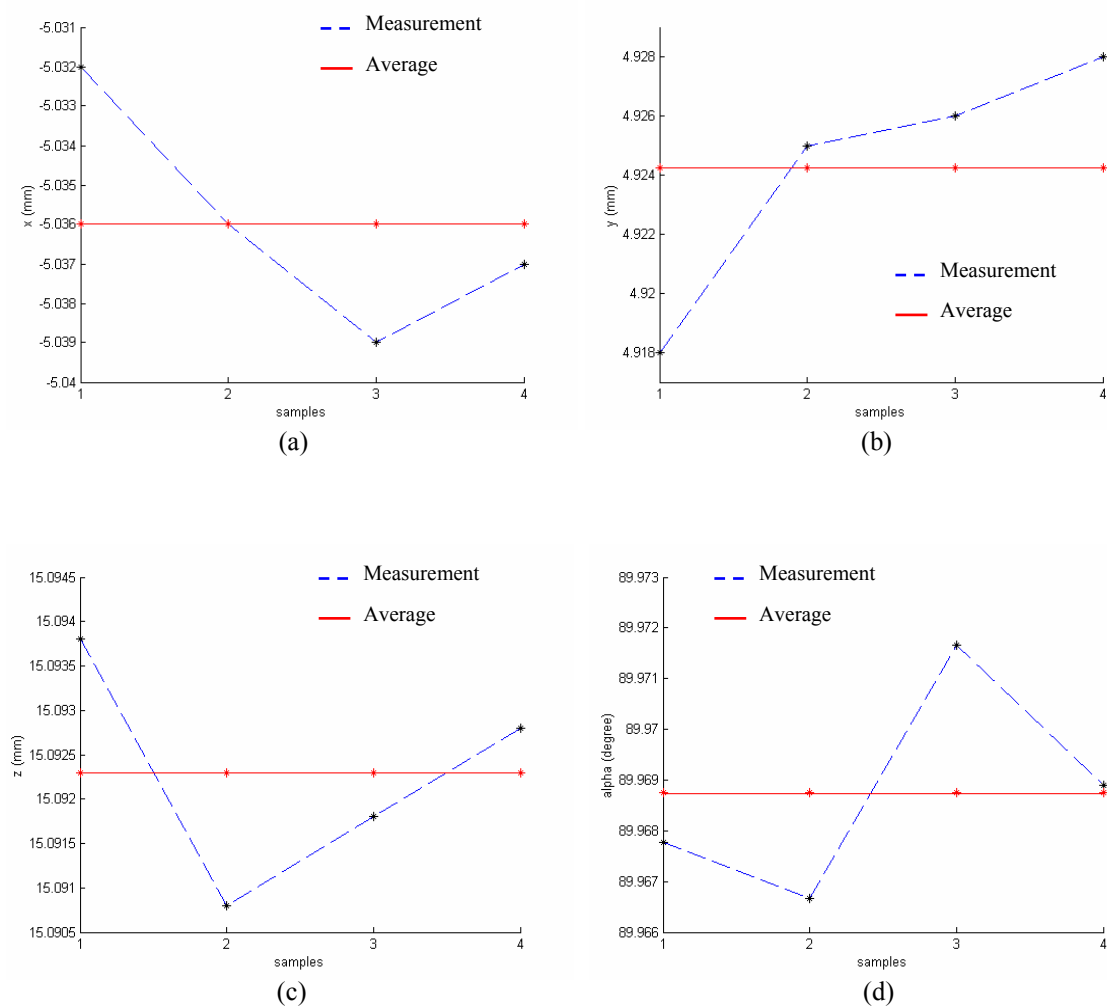 -5.031
-5.032
-5.033
-5.034
-5.035
-5.036
-5.037
-5.038
-5.039
-5.04
x (mm)
Measurement
Average
1 2 3 4
samples
(a)
4.928
4.926
4.924
4.922
4.92
4.918
y (mm)
Measurement
Average
1 2 3 4
samples
(b)
15.0945
15.094
15.0935
15.093
15.0925
15.092
15.0915
15.091
15.0905
z (mm)
Measurement
Average
1 2 3 4
samples
(c)
89.973
89.972
89.971
89.97
89.969
89.968
89.967
89.966
alpha (degree)
Measurement
Average
1 2 3 4
samples
(d)